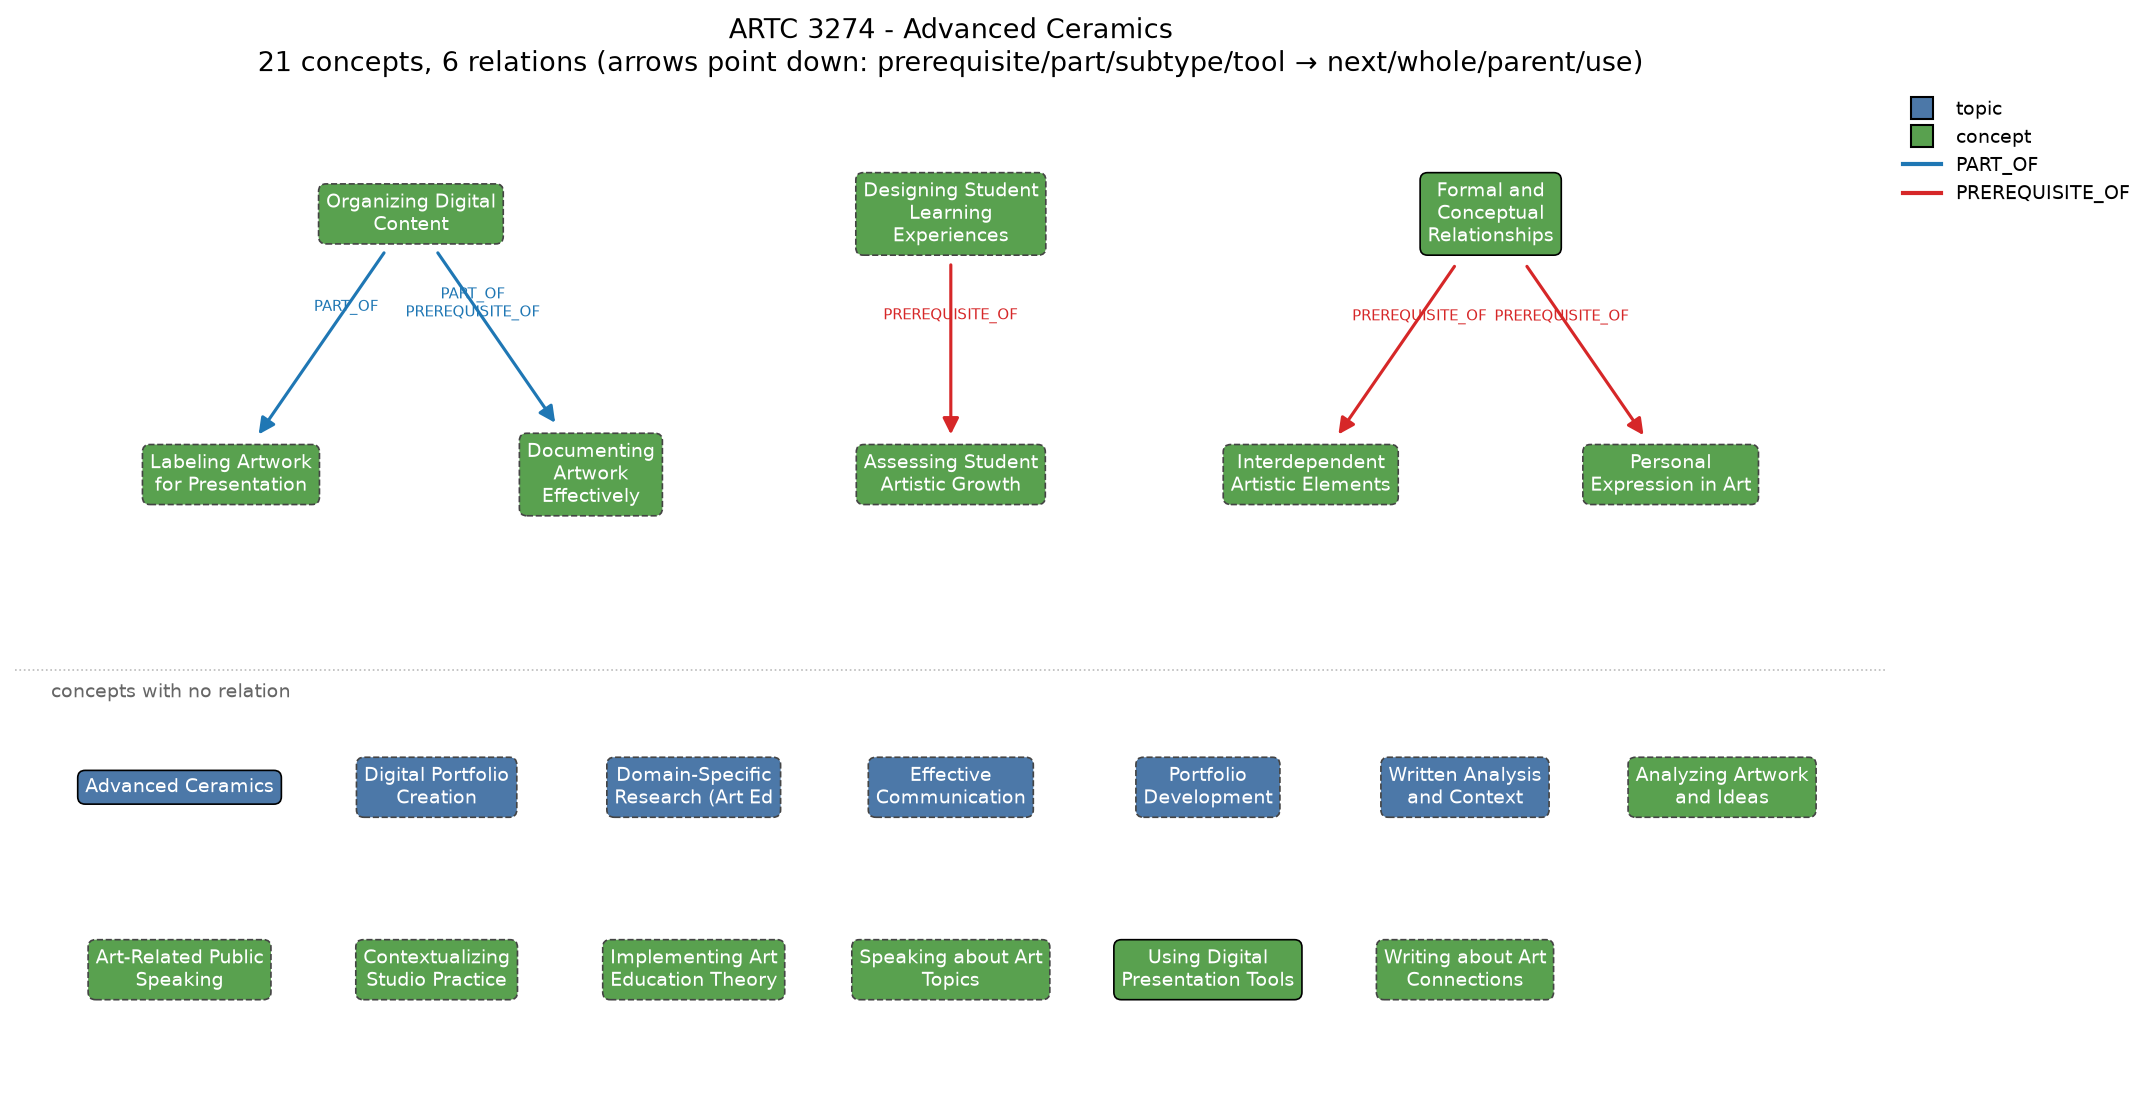 ARTC 3274 - Advanced Ceramics
21 concepts, 6 relations (arrows point down: prerequisite/part/subtype/tool → next/whole/parent/use)
topic
concept
PART_OF
PREREQUISITE_OF
Organizing Digital
Content
Designing Student
Learning
Experiences
Formal and
Conceptual
Relationships
PART_OF
PART_OF
PREREQUISITE_OF
PREREQUISITE_OF
PREREQUISITE_OF
PREREQUISITE_OF
Labeling Artwork
for Presentation
Documenting
Artwork
Effectively
Assessing Student
Artistic Growth
Interdependent
Artistic Elements
Personal
Expression in Art
concepts with no relation
Advanced Ceramics
Digital Portfolio
Creation
Domain-Specific
Research (Art Ed
Effective
Communication
Portfolio
Development
Written Analysis
and Context
Analyzing Artwork
and Ideas
Art-Related Public
Speaking
Contextualizing
Studio Practice
Implementing Art
Education Theory
Speaking about Art
Topics
Using Digital
Presentation Tools
Writing about Art
Connections